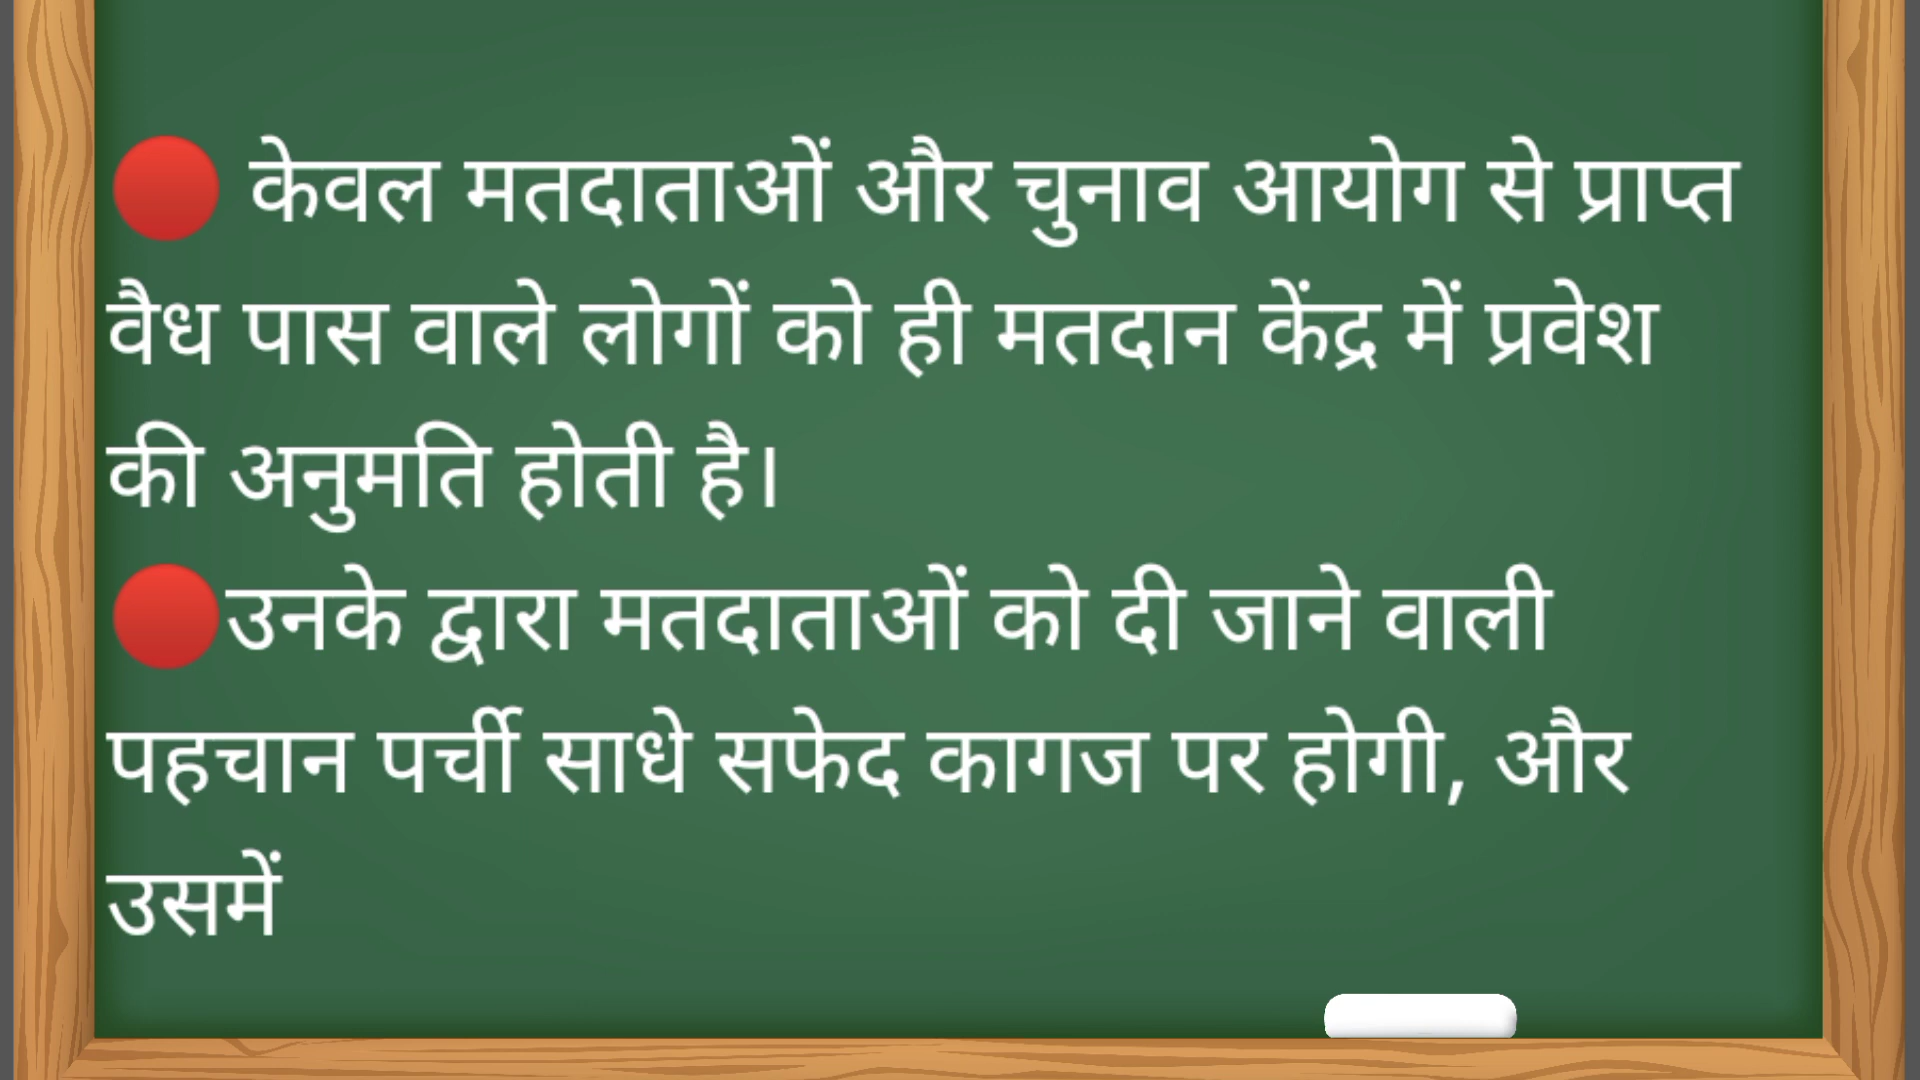 🔴 केवल मतदाताओं और चुनाव आयोग से प्राप्त
वैध पास वाले लोगों को ही मतदान केंद्र में प्रवेश
की अनुमति होती है।
🔴उनके द्वारा मतदाताओं को दी जाने वाली
पहचान पर्ची साधे सफेद कागज पर होगी, और
उसमें